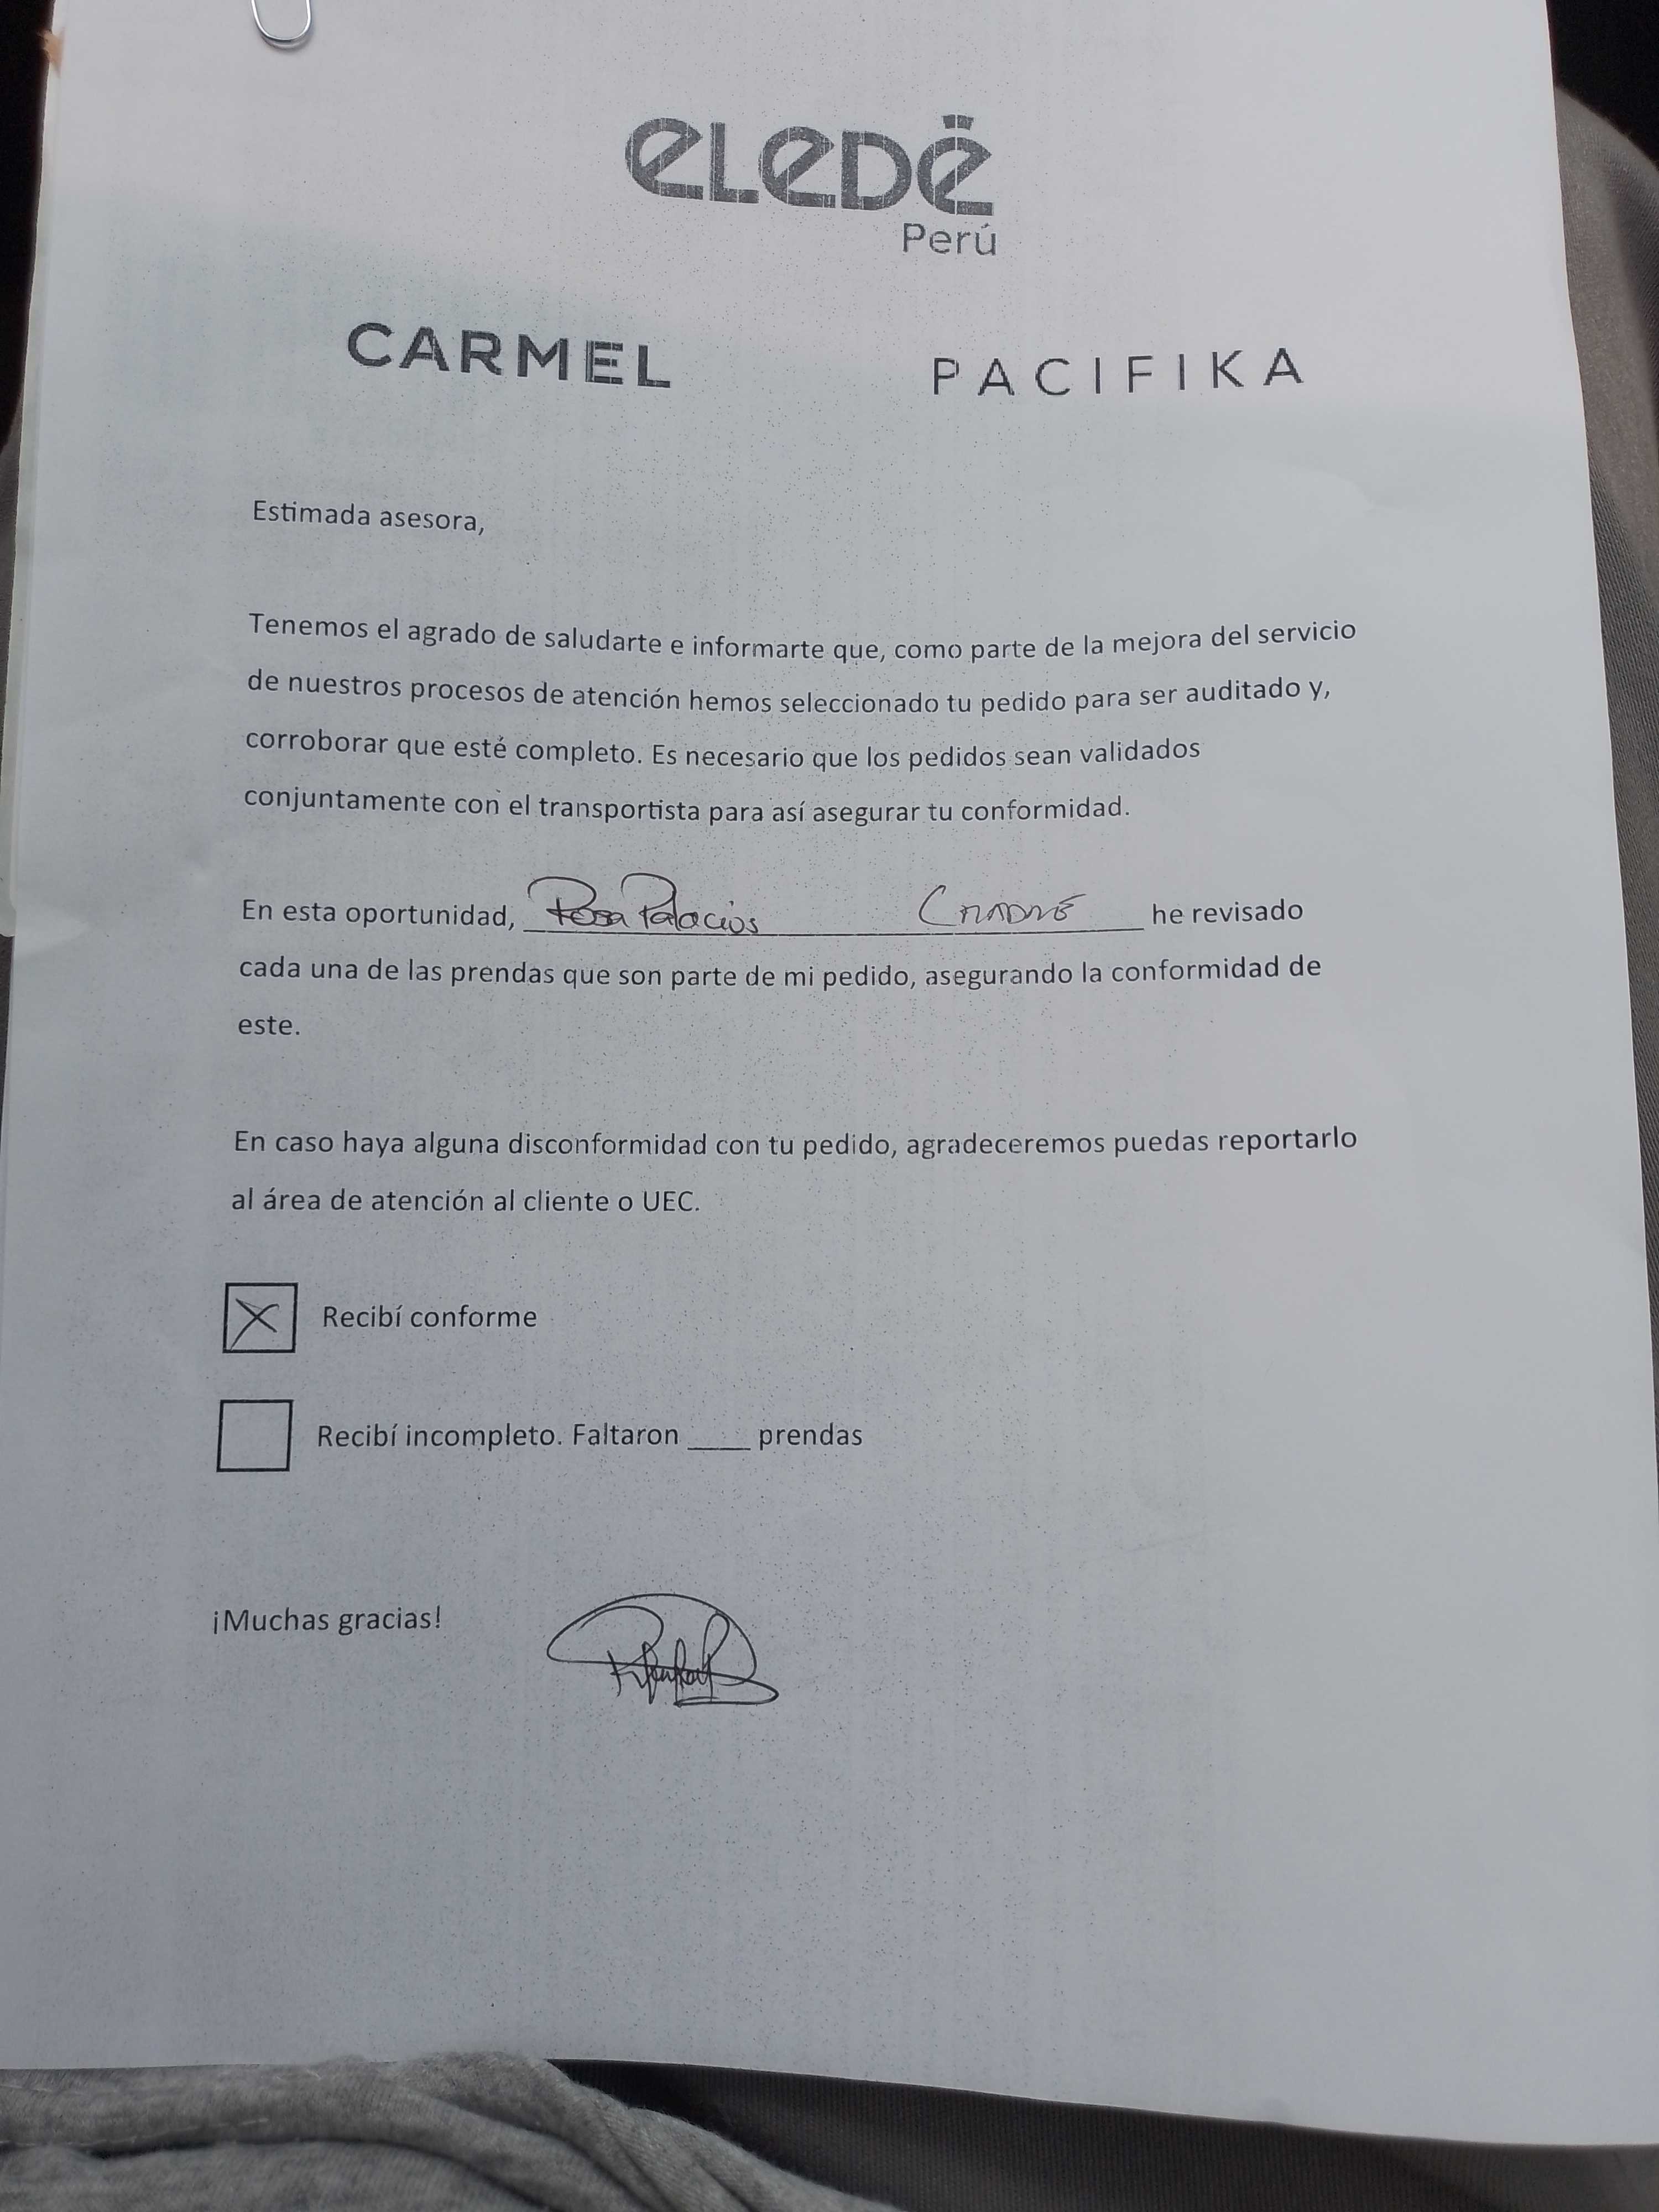 eLeDë
Perú
CARMEL PACIFIKA
Estimada asesora,
Tenemos el agrado de saludarte e informarte que, como parte de la mejora del servicio
de nuestros procesos de atención hemos seleccionado tu pedido para ser auditado y,
corroborar que esté completo. Es necesario que los pedidos sean validados
conjuntamente con el transportista para así asegurar tu conformidad.
En esta oportunidad, Rosa Palacios he revisado
cada una de las prendas que son parte de mi pedido, asegurando la conformidad de
este.
En caso haya alguna disconformidad con tu pedido, agradeceremos puedas reportarlo
al área de atención al cliente o UEC.
X Recibí conforme
Recibí incompleto. Faltaron ____ prendas
¡Muchas gracias!